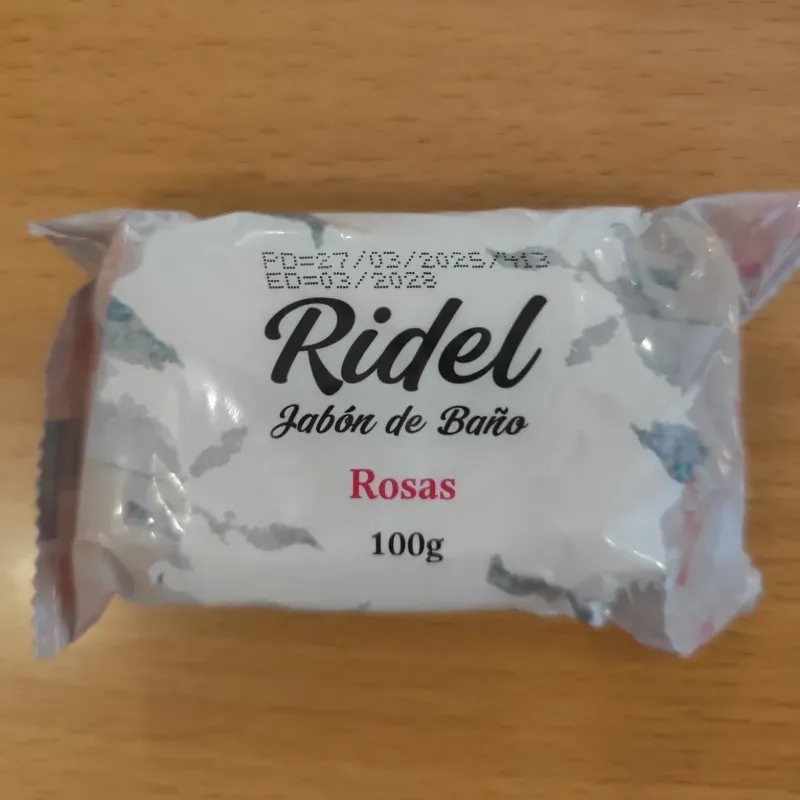 PD=27/03/2025/413
ED=03/2028
Ridel
Jabón de Baño
Rosas
100g